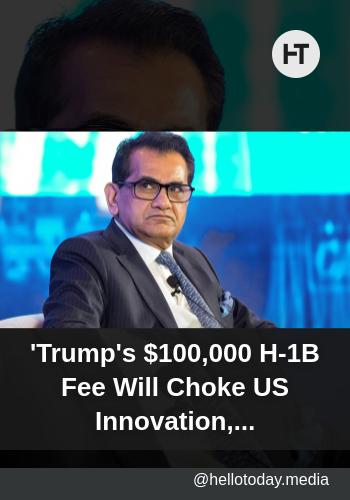 HT
'Trump's $100,000 H-1B
Fee Will Choke US
Innovation,...
@hellotoday.media